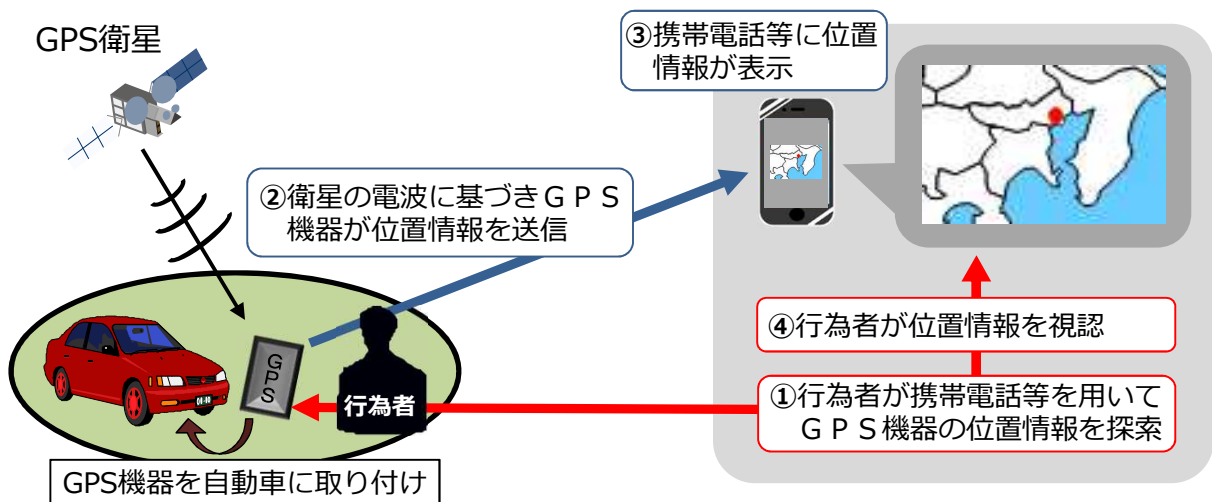 GPS衛星
③携帯電話等に位置
情報が表示
②衛星の電波に基づきＧＰＳ
機器が位置情報を送信
GPS
行為者
④行為者が位置情報を視認
①行為者が携帯電話等を用いて
ＧＰＳ機器の位置情報を探索
GPS機器を自動車に取り付け